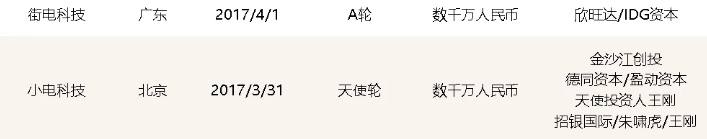 街电科技 广东 2017/4/1 A轮 数千万人民币 欣旺达/IDG资本
金沙江创投
德同资本/盈动资本
小电科技 北京 2017/3/31 天使轮 数千万人民币
天使投资人王刚
招银国际/朱啸虎/王刚